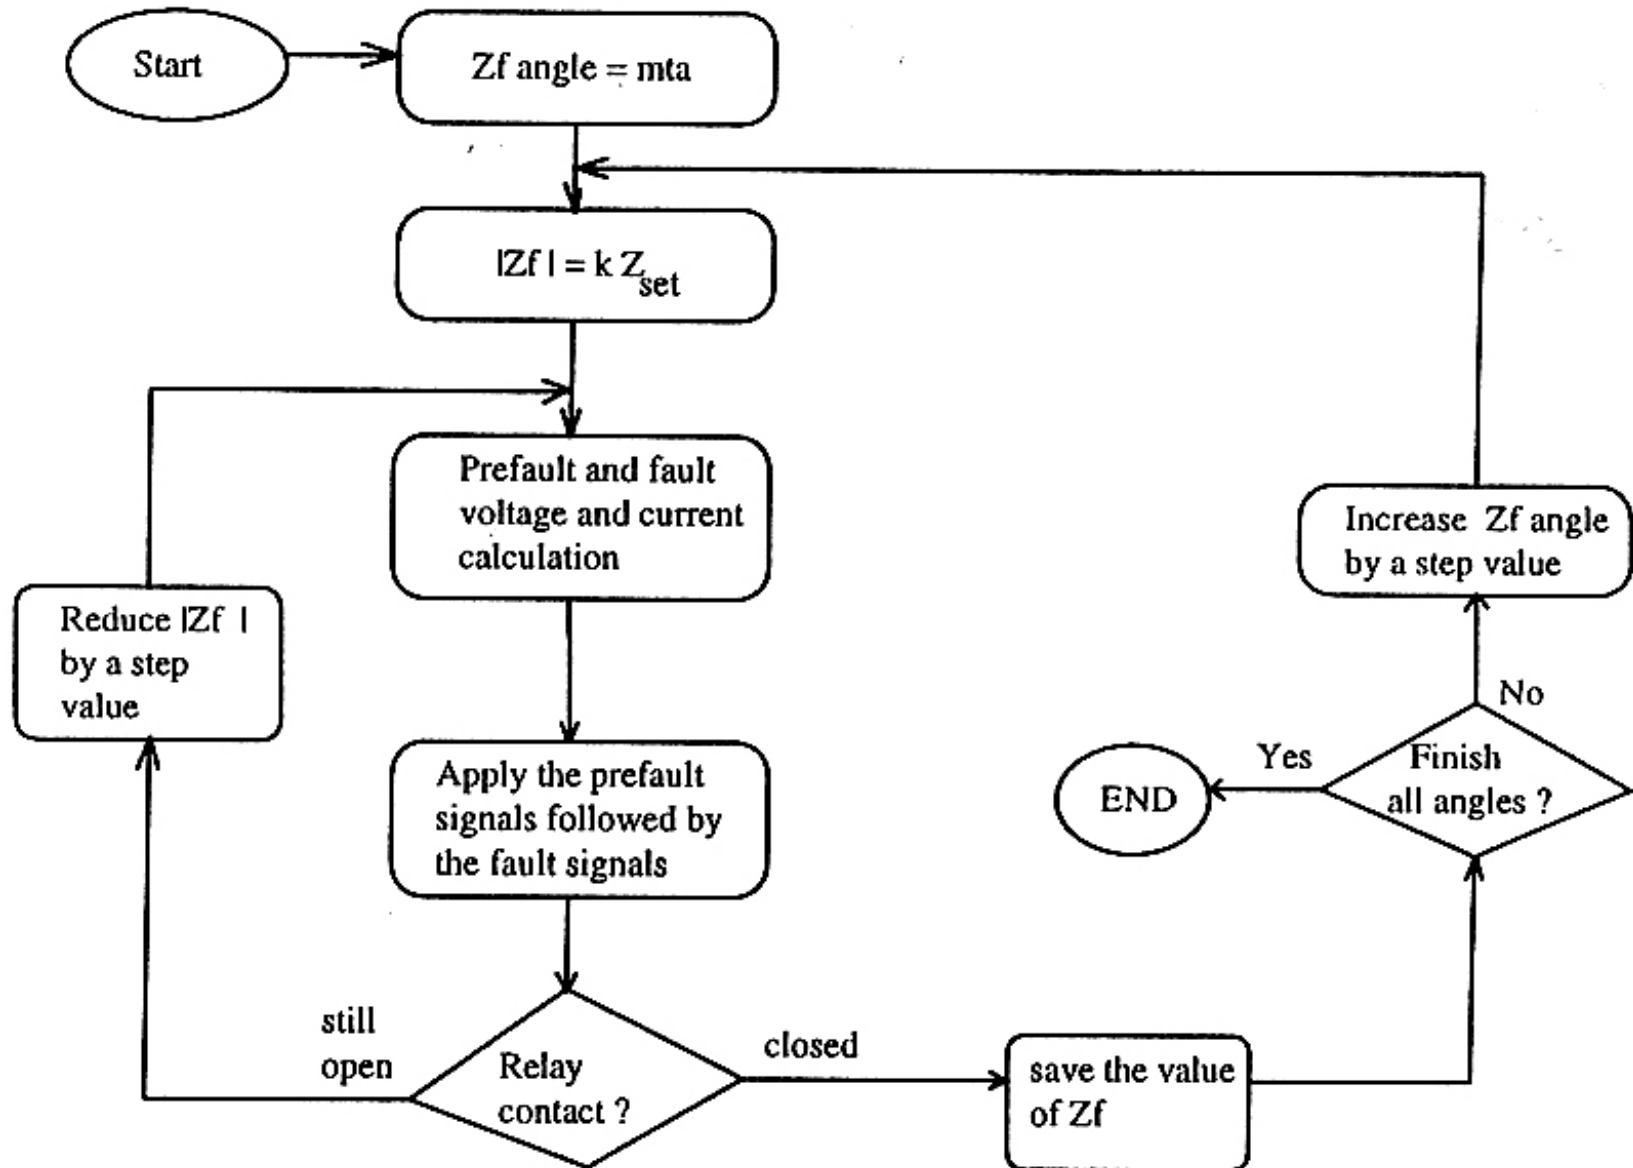 Start
Zf angle = mta
|Zf | = k Z set
Prefault and fault
voltage and current
calculation
Increase Zf angle
by a step value
Reduce |Zf |
by a step
value
No
Yes
Finish
all angles ?
END
Apply the prefault
signals followed by
the fault signals
still
open
closed
Relay
contact ?
save the value
of Zf